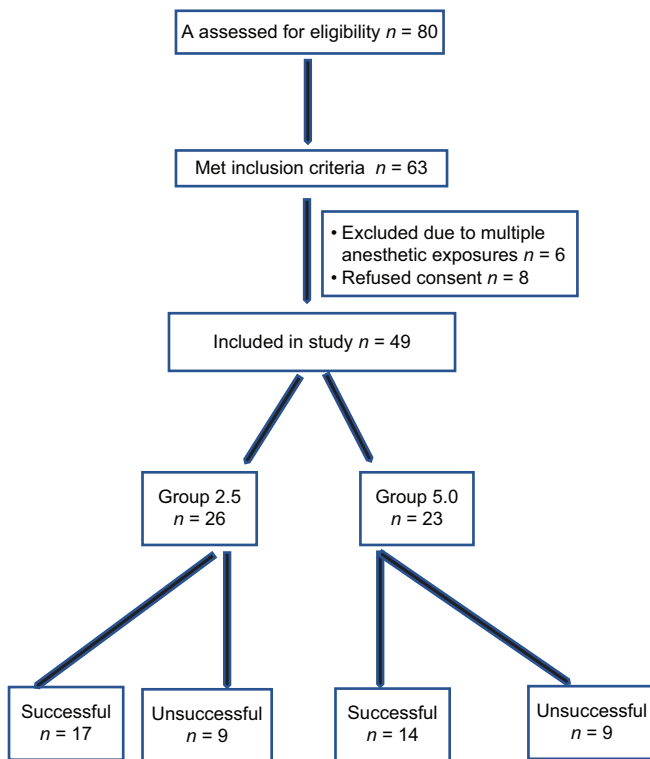 A assessed for eligibility n = 80
Met inclusion criteria n = 63
• Excluded due to multiple
anesthetic exposures n = 6
• Refused consent n = 8
Included in study n = 49
Group 2.5
n = 26
Group 5.0
n = 23
Successful
n = 17
Unsuccessful
n = 9
Successful
n = 14
Unsuccessful
n = 9